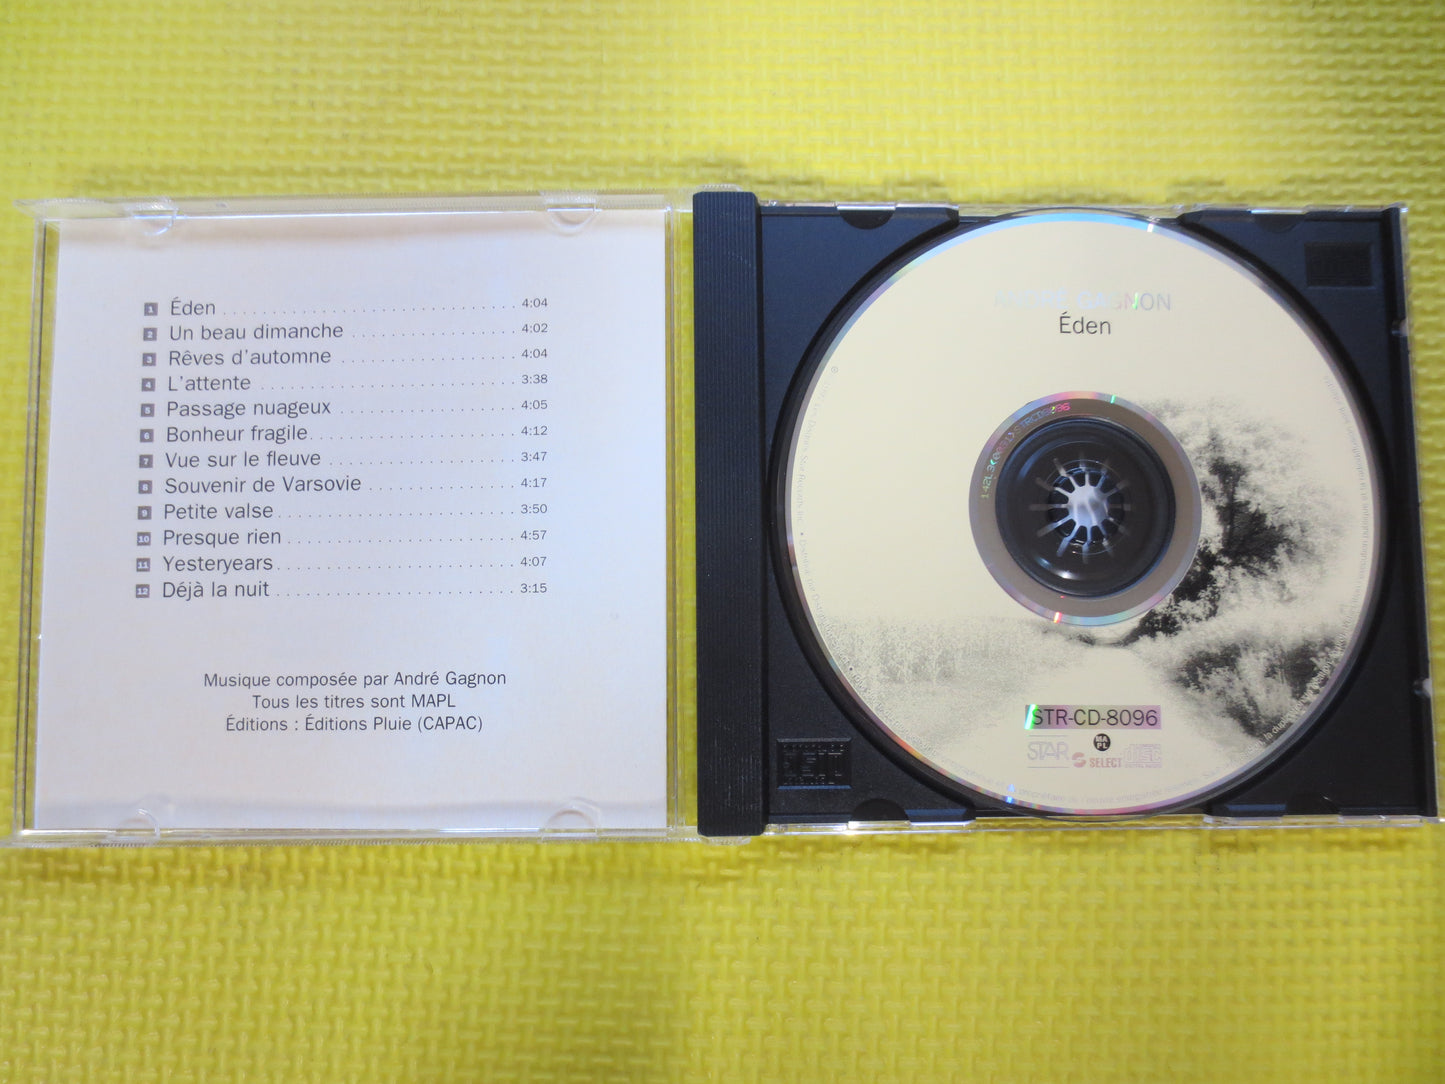 1 Éden 4:04
2 Un beau dimanche 4:02
3 Rêves d'automne 4:04
4 L'attente 3:38
5 Passage nuageux 4:05
6 Bonheur fragile 4:12
7 Vue sur le fleuve 3:47
8 Souvenir de Varsovie 4:17
9 Petite valse 3:50
10 Presque rien 4:57
11 Yesteryears 4:07
12 Déjà la nuit 3:15
Musique composée par André Gagnon
Tous les titres sont MAPL
Éditions : Éditions Pluie (CAPAC)
ANDRÉ GAGNON
Éden
STRCD8096
STR-CD-8096
STAR
MAPL
SELECT
disc